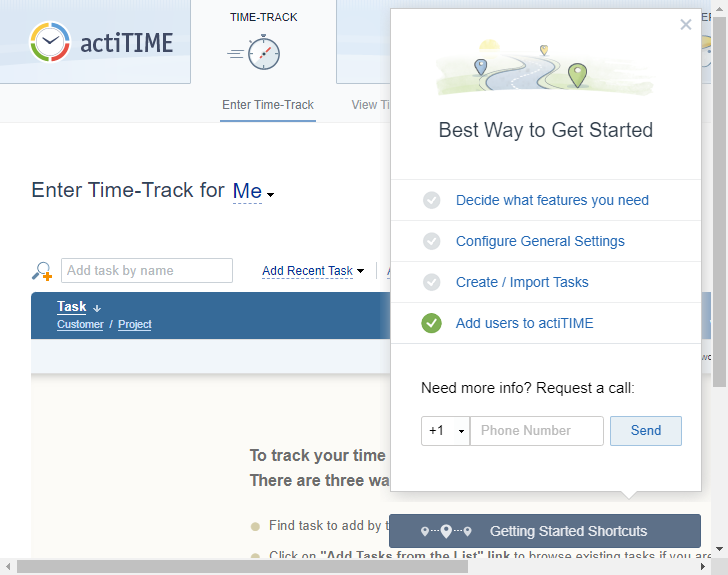 TIME-TRACK
actiTIME
Enter Time-Track
View Ti
Best Way to Get Started
Enter Time-Track for Me
Decide what features you need
Configure General Settings
Add task by name
Add Recent Task
Create / Import Tasks
Task
Customer / Project
Add users to actiTIME
Need more info? Request a call:
+1
Phone Number
Send
To track your time
There are three wa
Find task to add by t
Getting Started Shortcuts
Click on "Add Tasks from the List" link to browse existing tasks if you are